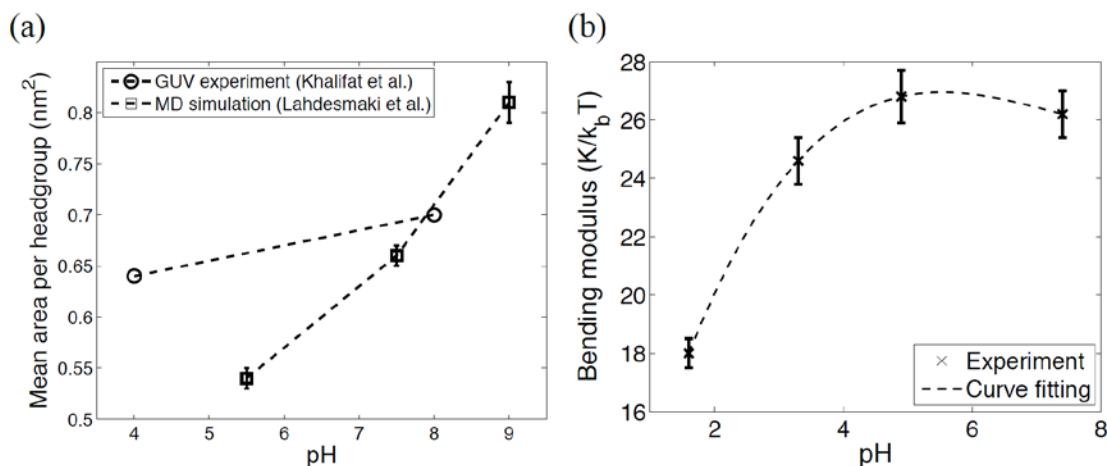 (a)
(b)
GUV experiment (Khalifat et al.)
MD simulation (Lahdesmaki et al.)
Mean area per headgroup (nm²)
0.8
0.75
0.7
0.65
0.6
0.55
0.5
4 5 6 7 8 9
pH
Bending modulus (K/k_bT)
28
26
24
22
20
18
16
Experiment
Curve fitting
2 4 6 8
pH